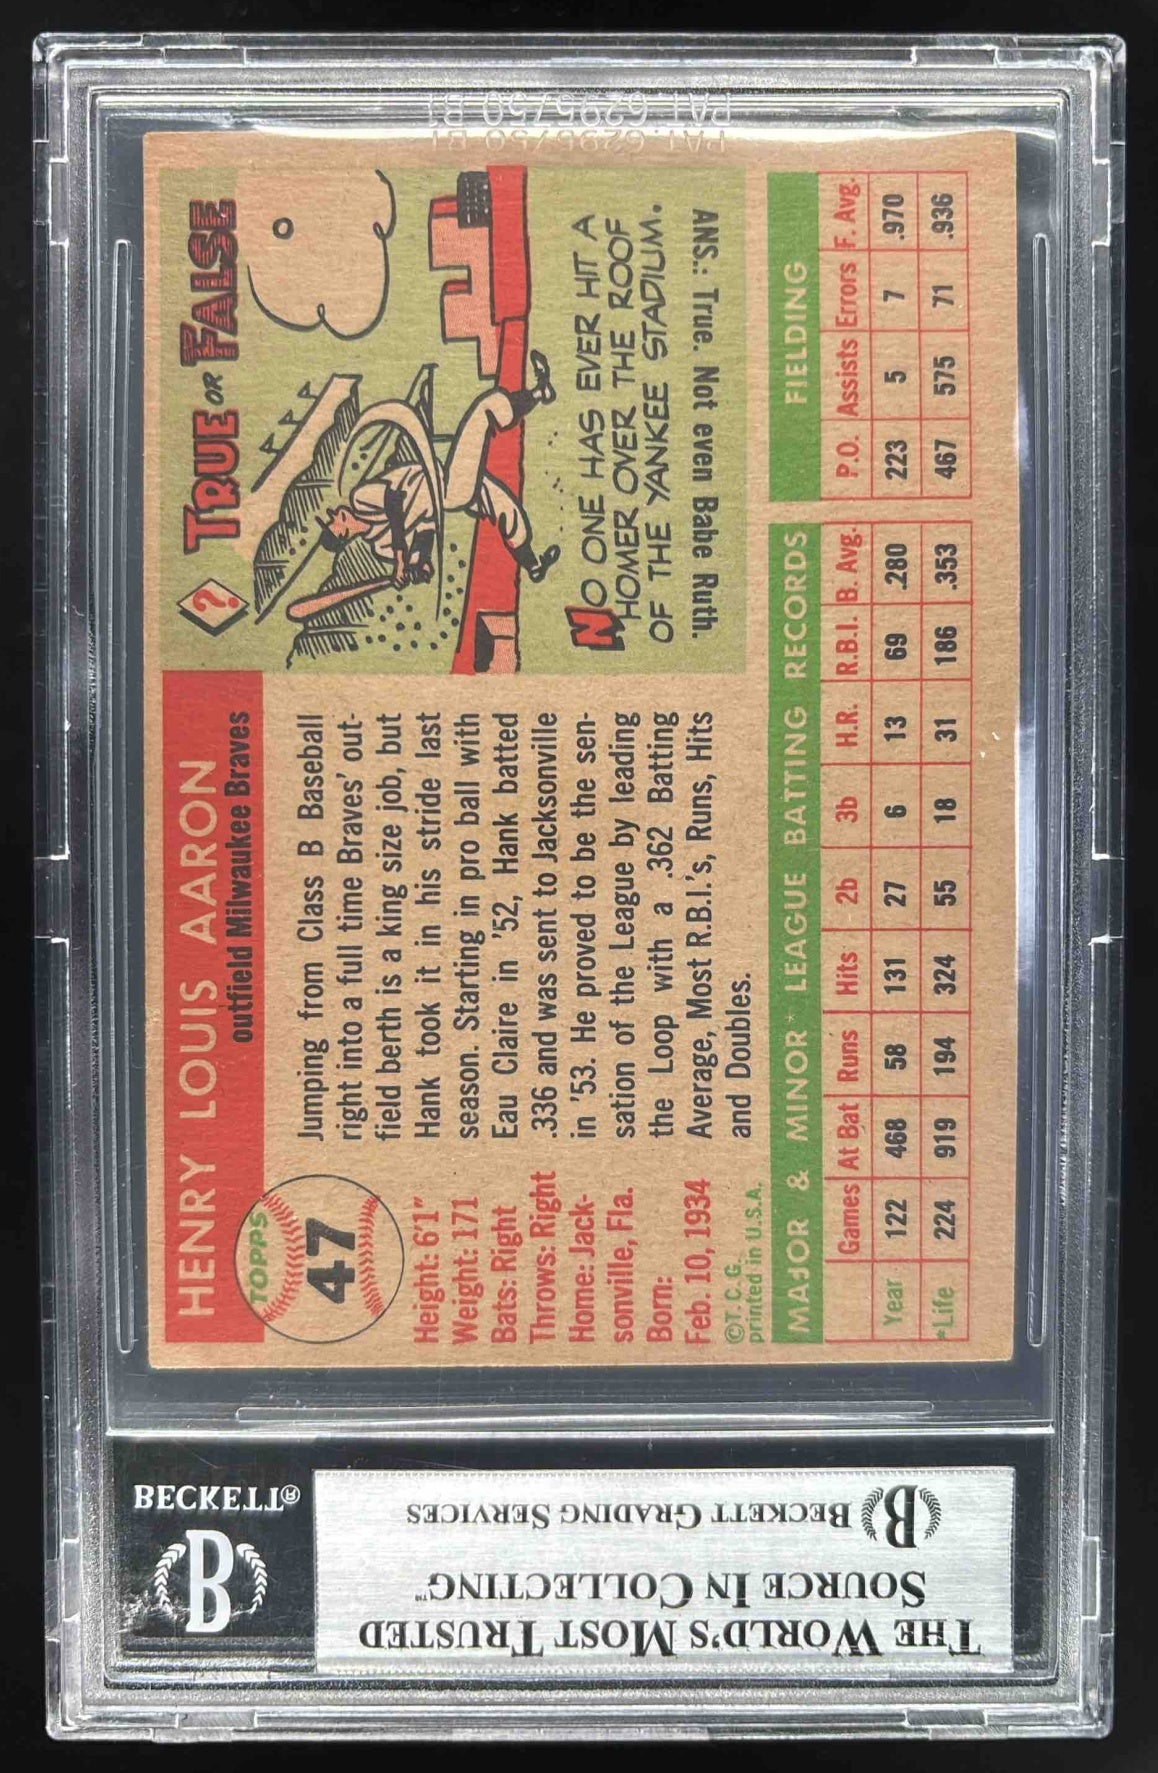 PAT. 6295750 B1
TOPPS
47
HENRY LOUIS AARON
outfield Milwaukee Braves
Height: 6'1"
Weight: 171
Bats: Right
Throws: Right
Home: Jack-
sonville, Fla.
Born:
Feb. 10, 1934
©T. C. G.
printed in U.S.A.
Jumping from Class B Baseball
right into a full time Braves' out-
field berth is a king size job, but
Hank took it in his stride last
season. Starting in pro ball with
Eau Claire in '52, Hank batted
.336 and was sent to Jacksonville
in '53. He proved to be the sen-
sation of the League by leading
the Loop with a .362 Batting
Average, Most R.B.I.'s, Runs, Hits
and Doubles.
? TRUE OR FALSE
NO ONE HAS EVER HIT A
HOMER OVER THE ROOF
OF THE YANKEE STADIUM.
ANS.: True. Not even Babe Ruth.
MAJOR & MINOR* LEAGUE BATTING RECORDS FIELDING
Games At Bat Runs Hits 2b 3b H.R. R.B.I. B. Avg. P.O. Assists Errors F. Avg.
Year 122 468 58 131 27 6 13 69 .280 223 5 7 .970
*Life 224 919 194 324 55 18 31 186 .353 467 575 71 .936
BECKETT®
B
THE WORLD'S MOST TRUSTED
SOURCE IN COLLECTING™
B BECKETT GRADING SERVICES